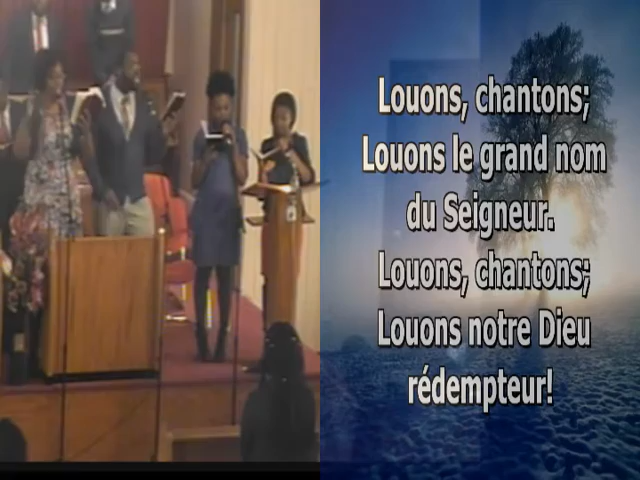 Louons, chantons;
Louons le grand nom
du Seigneur.
Louons, chantons;
Louons notre Dieu
rédempteur!